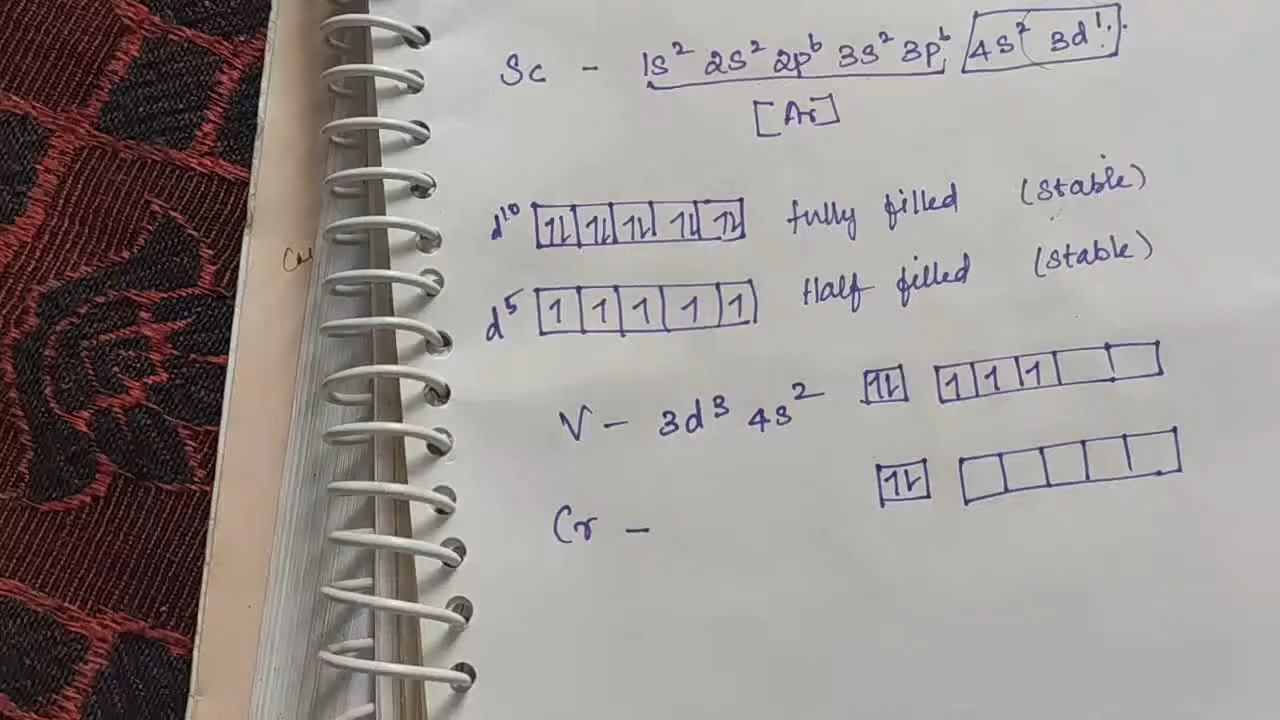 Sc - 1s² 2s² 2p⁶ 3s² 3p⁶ 4s² 3d¹.
[Ar]
d¹⁰ 1L 1L 1L 1L 1L fully filled (stable)
d⁵ 1 1 1 1 1 Half filled (stable)
V - 3d³ 4s² 1L 1 1 1
Cr - 1L